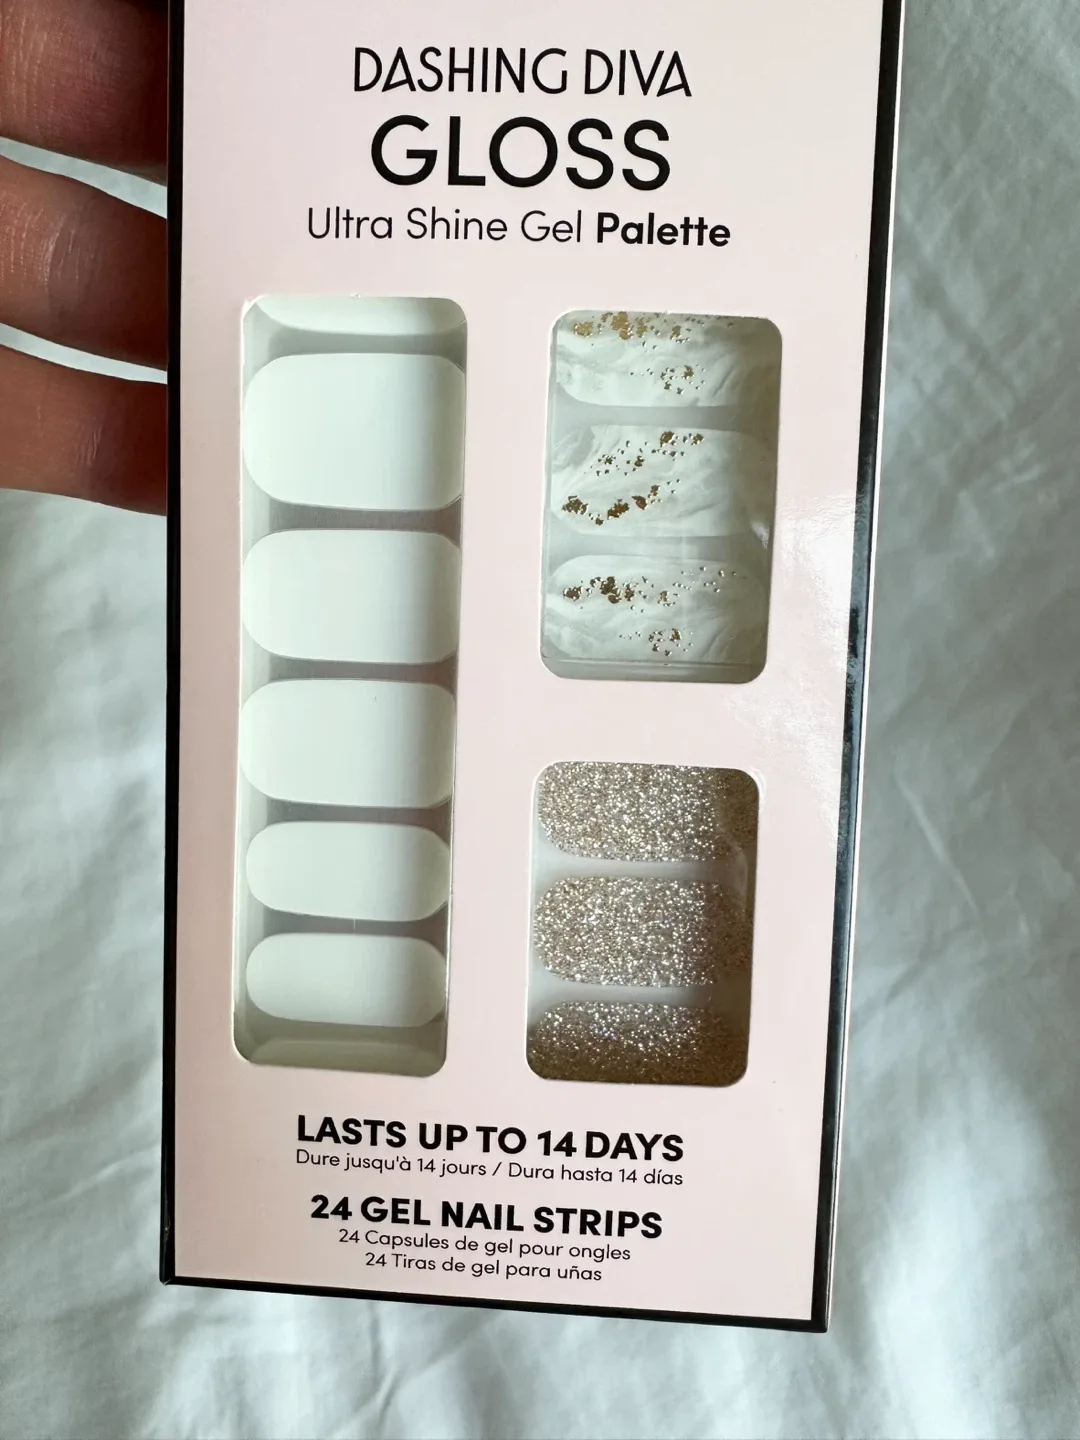 DASHING DIVA
GLOSS
Ultra Shine Gel Palette
LASTS UP TO 14 DAYS
Dure jusqu'à 14 jours / Dura hasta 14 días
24 GEL NAIL STRIPS
24 Capsules de gel pour ongles
24 Tiras de gel para uñas